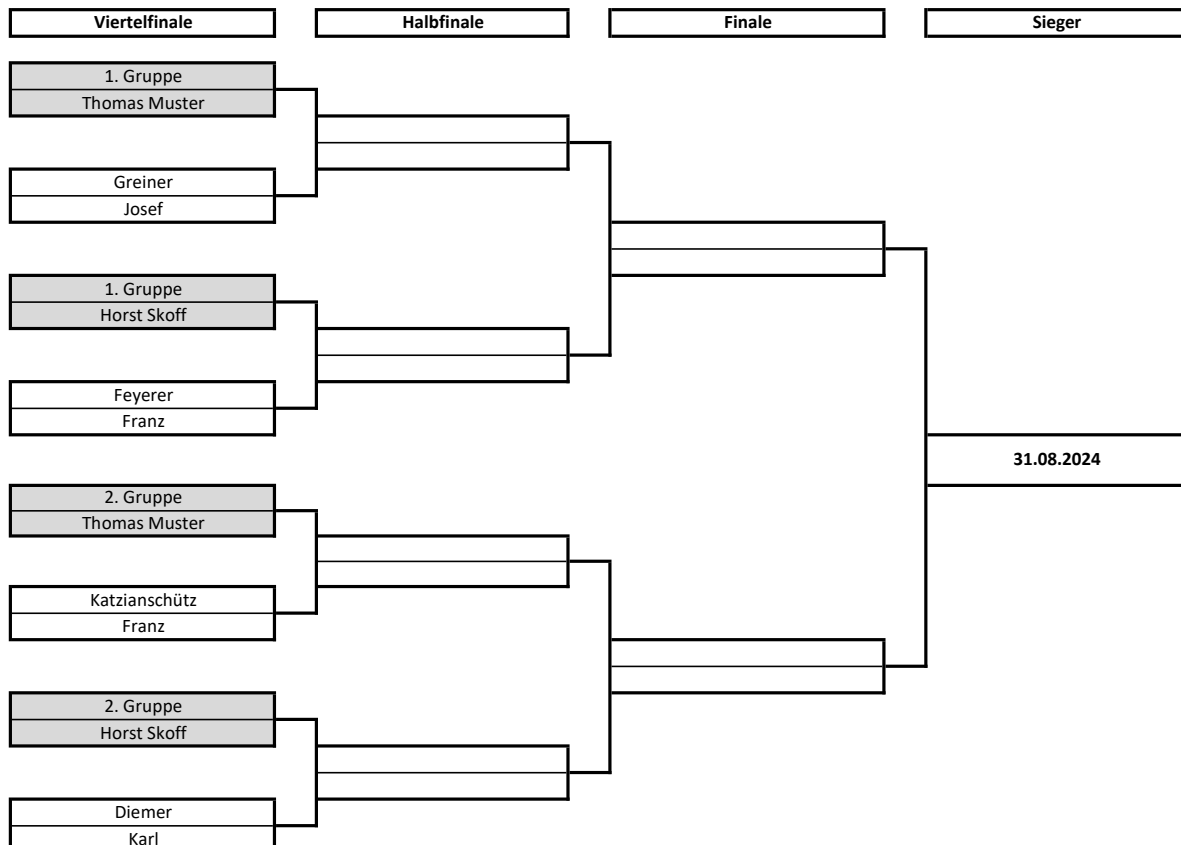 Viertelfinale Halbfinale Finale Sieger
1. Gruppe
Thomas Muster
Greiner
Josef
1. Gruppe
Horst Skoff
Feyerer
Franz
31.08.2024
2. Gruppe
Thomas Muster
Katzianschütz
Franz
2. Gruppe
Horst Skoff
Diemer
Karl